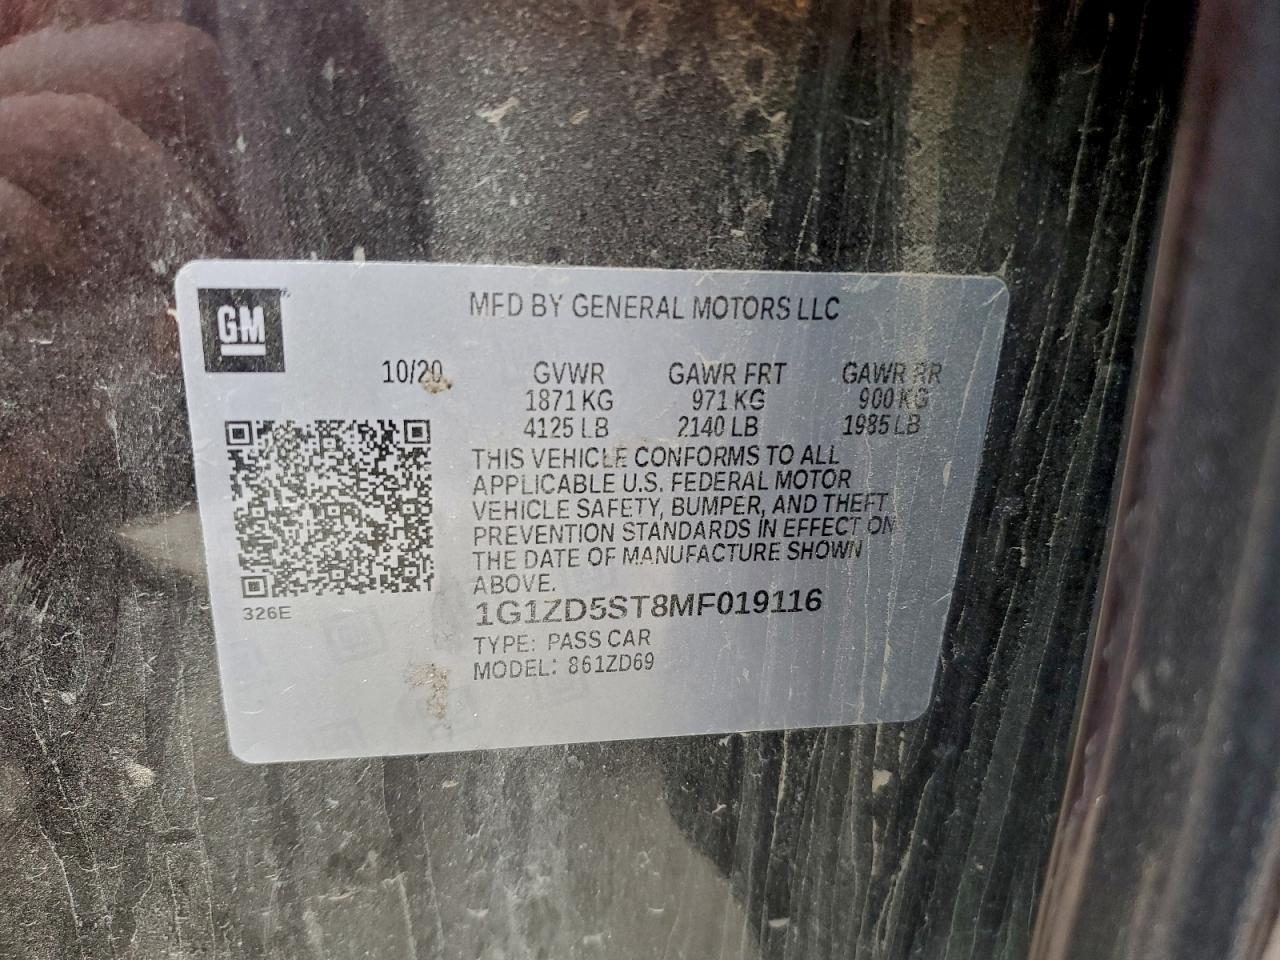 GM
MFD BY GENERAL MOTORS LLC
10/20 GVWR GAWR FRT GAWR RR
1871 KG 971 KG 900 KG
4125 LB 2140 LB 1985 LB
THIS VEHICLE CONFORMS TO ALL
APPLICABLE U.S. FEDERAL MOTOR
VEHICLE SAFETY, BUMPER, AND THEFT
PREVENTION STANDARDS IN EFFECT ON
THE DATE OF MANUFACTURE SHOWN
ABOVE.
326E
1G1ZD5ST8MF019116
TYPE: PASS CAR
MODEL: 861ZD69